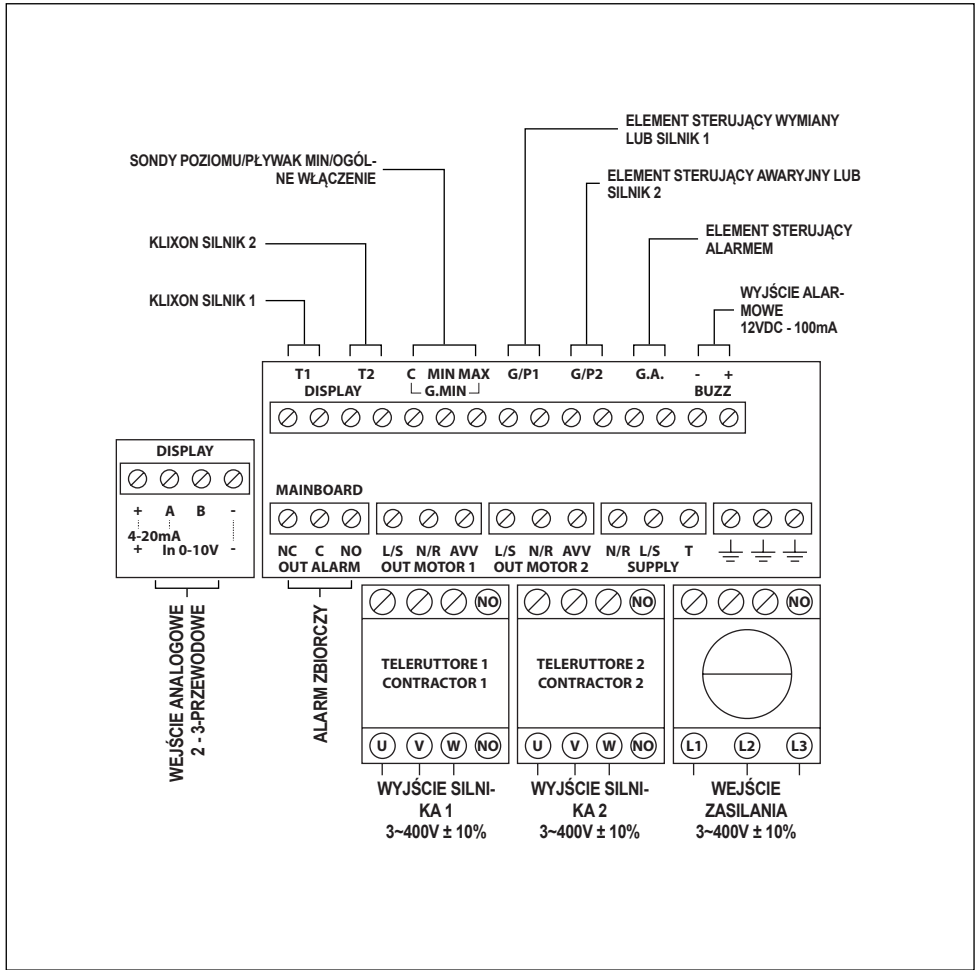 ELEMENT STERUJĄCY WYMIANY
LUB SILNIK 1
SONDY POZIOMU/PŁYWAK MIN/OGÓL-
NE WŁĄCZENIE
ELEMENT STERUJĄCY AWARYJNY LUB
SILNIK 2
KLIXON SILNIK 2
ELEMENT STERUJĄCY
ALARMEM
KLIXON SILNIK 1
WYJŚCIE ALAR-
MOWE
12VDC - 100mA
T1 T2 C MIN MAX G/P1 G/P2 G.A. - +
DISPLAY G.MIN BUZZ
DISPLAY
+ A B -
4-20mA
+ In 0-10V -
WEJŚCIE ANALOGOWE
2 - 3-PRZEWODOWE
MAINBOARD
NC C NO L/S N/R AVV L/S N/R AVV N/R L/S T
OUT ALARM OUT MOTOR 1 OUT MOTOR 2 SUPPLY
ALARM ZBIORCZY
NO NO NO
TELERUTTORE 1
CONTRACTOR 1
TELERUTTORE 2
CONTRACTOR 2
U V W NO U V W NO L1 L2 L3
WYJŚCIE SILNI-
KA 1
3~400V ± 10%
WYJŚCIE SILNI-
KA 2
3~400V ± 10%
WEJŚCIE
ZASILANIA
3~400V ± 10%